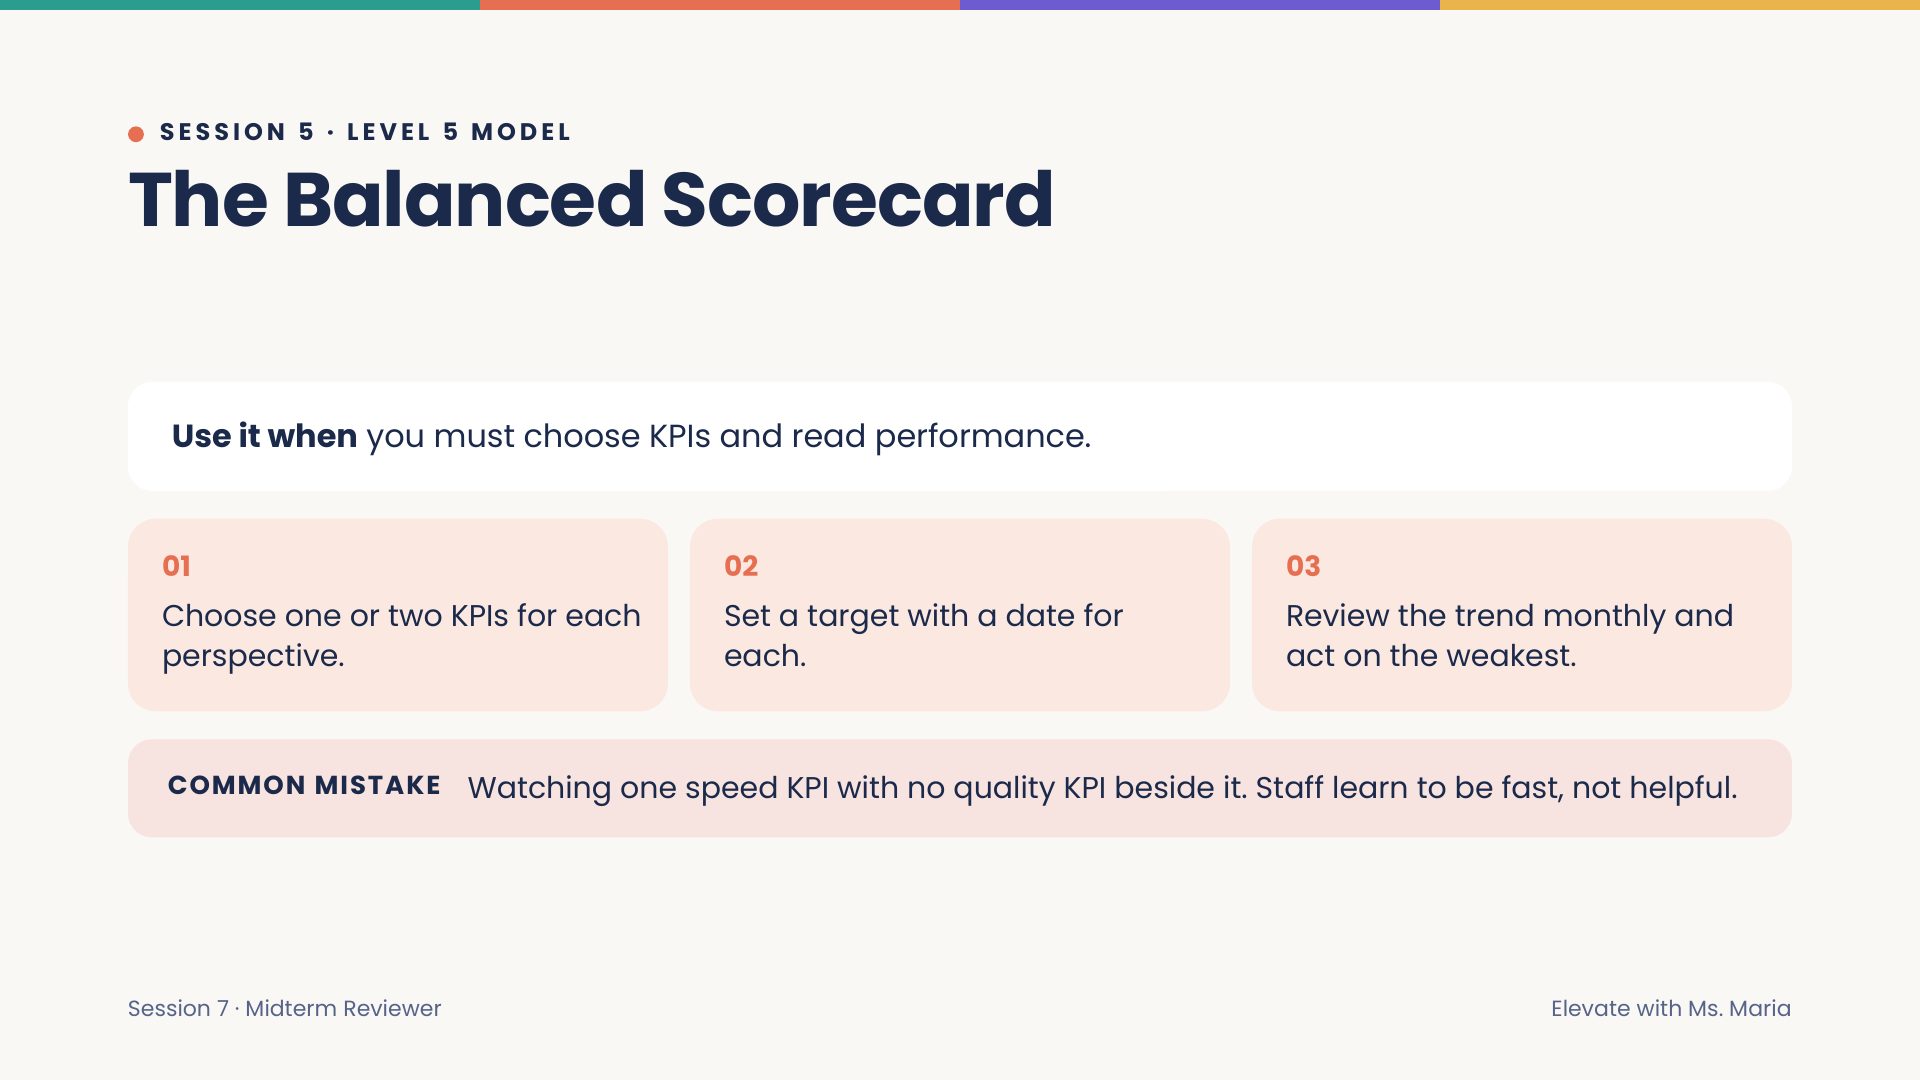 SESSION 5 · LEVEL 5 MODEL
The Balanced Scorecard
Use it when you must choose KPIs and read performance.
01
Choose one or two KPIs for each
perspective.
02
Set a target with a date for
each.
03
Review the trend monthly and
act on the weakest.
COMMON MISTAKE Watching one speed KPI with no quality KPI beside it. Staff learn to be fast, not helpful.
Session 7 · Midterm Reviewer
Elevate with Ms. Maria